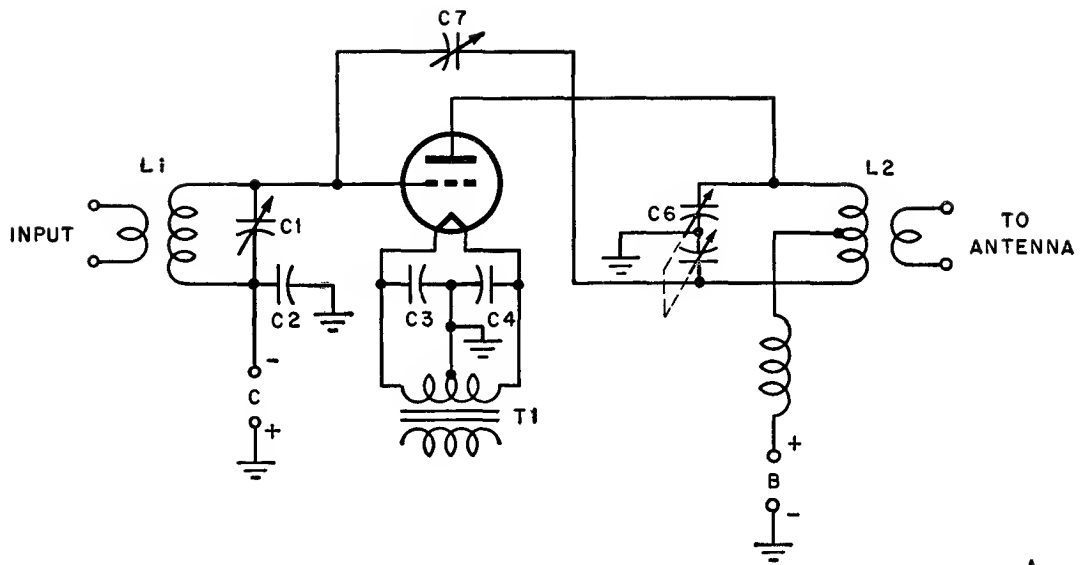 C7
L1
L2
C1
C6
INPUT
TO
ANTENNA
C2
C3
C4
-
C
+
T1
+
B
-
A